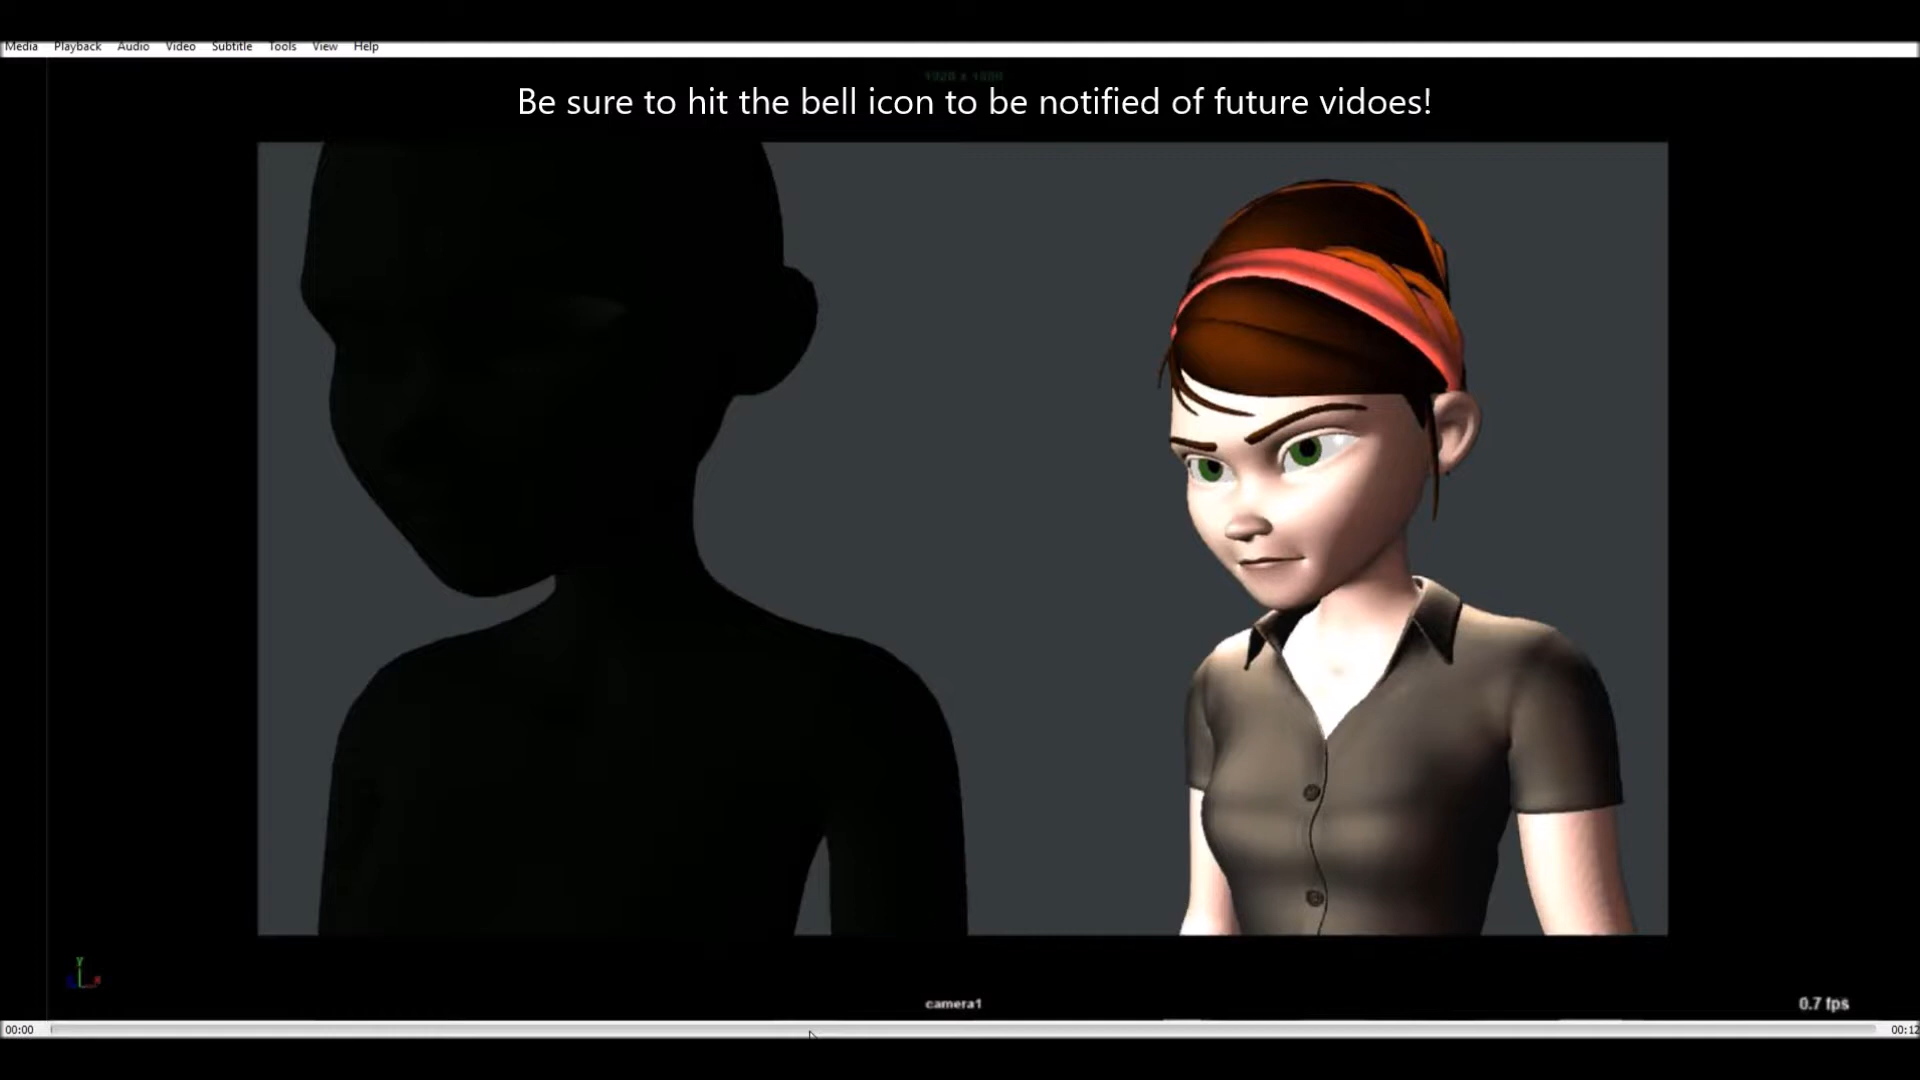 Media Playback Audio Video Subtitle Tools View Help
Be sure to hit the bell icon to be notified of future vidoes!
Y
camera1
0.7 fps
00:00
00:12